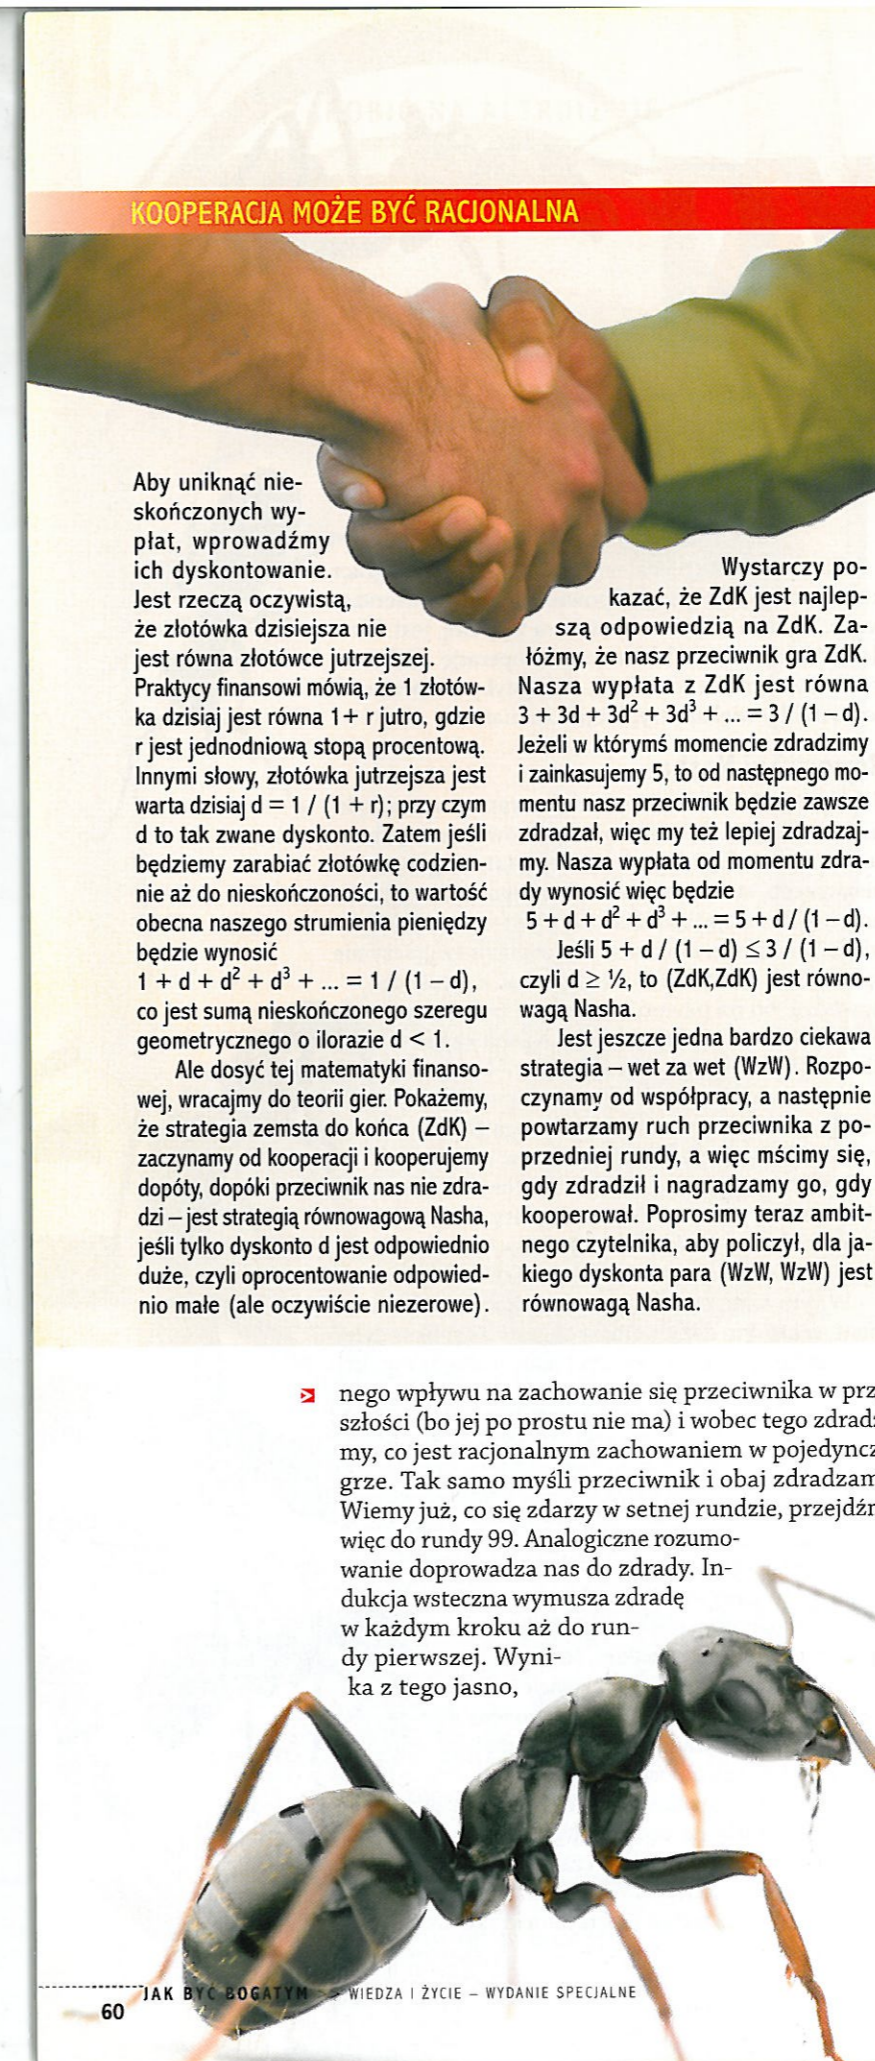 KOOPERACJA MOŻE BYĆ RACJONALNA
Aby uniknąć nie-
skończonych wy-
płat, wprowadźmy
ich dyskontowanie.
Jest rzeczą oczywistą,
że złotówka dzisiejsza nie
jest równa złotówce jutrzejszej.
Praktycy finansowi mówią, że 1 złotów-
ka dzisiaj jest równa 1+ r jutro, gdzie
r jest jednodniową stopą procentową.
Innymi słowy, złotówka jutrzejsza jest
warta dzisiaj d = 1 / (1 + r); przy czym
d to tak zwane dyskonto. Zatem jeśli
będziemy zarabiać złotówkę codzien-
nie aż do nieskończoności, to wartość
obecna naszego strumienia pieniędzy
będzie wynosić
1 + d + d² + d³ + ... = 1 / (1 – d),
co jest sumą nieskończonego szeregu
geometrycznego o ilorazie d < 1.
Ale dosyć tej matematyki finanso-
wej, wracajmy do teorii gier. Pokażemy,
że strategia zemsta do końca (ZdK) –
zaczynamy od kooperacji i kooperujemy
dopóty, dopóki przeciwnik nas nie zdra-
dzi – jest strategią równowagową Nasha,
jeśli tylko dyskonto d jest odpowiednio
duże, czyli oprocentowanie odpowied-
nio małe (ale oczywiście niezerowe).
Wystarczy po-
kazać, że ZdK jest najlep-
szą odpowiedzią na ZdK. Za-
łóżmy, że nasz przeciwnik gra ZdK.
Nasza wypłata z ZdK jest równa
3 + 3d + 3d² + 3d³ + ... = 3 / (1 – d).
Jeżeli w którymś momencie zdradzimy
i zainkasujemy 5, to od następnego mo-
mentu nasz przeciwnik będzie zawsze
zdradzał, więc my też lepiej zdradzaj-
my. Nasza wypłata od momentu zdra-
dy wynosić więc będzie
5 + d + d² + d³ + ... = 5 + d / (1 – d).
Jeśli 5 + d / (1 – d) ≤ 3 / (1 – d),
czyli d ≥ ½, to (ZdK,ZdK) jest równo-
wagą Nasha.
Jest jeszcze jedna bardzo ciekawa
strategia – wet za wet (WzW). Rozpo-
czynamy od współpracy, a następnie
powtarzamy ruch przeciwnika z po-
przedniej rundy, a więc mścimy się,
gdy zdradził i nagradzamy go, gdy
kooperował. Poprosimy teraz ambit-
nego czytelnika, aby policzył, dla ja-
kiego dyskonta para (WzW, WzW) jest
równowagą Nasha.
nego wpływu na zachowanie się przeciwnika w prz
szłości (bo jej po prostu nie ma) i wobec tego zdradz
my, co jest racjonalnym zachowaniem w pojedyncz
grze. Tak samo myśli przeciwnik i obaj zdradzam
Wiemy już, co się zdarzy w setnej rundzie, przejdź
więc do rundy 99. Analogiczne rozumo-
wanie doprowadza nas do zdrady. In-
dukcja wsteczna wymusza zdradę
w każdym kroku aż do run-
dy pierwszej. Wyni-
ka z tego jasno,
60 JAK BYĆ BOGATYM > WIEDZA I ŻYCIE – WYDANIE SPECJALNE